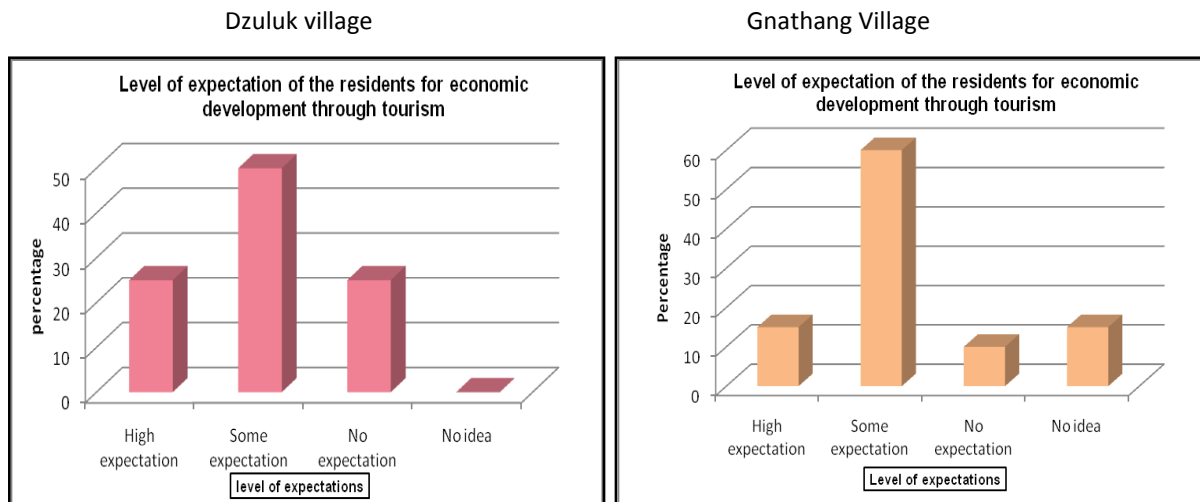 Dzuluk village
Gnathang Village
Level of expectation of the residents for economic
development through tourism
percentage
50
40
30
20
10
0
High
expectation
Some
expectation
No
expectation
No idea
level of expectations
Level of expectation of the residents for economic
development through tourism
Percentage
60
50
40
30
20
10
0
High
expectation
Some
expectation
No
expectation
No idea
Level of expectations